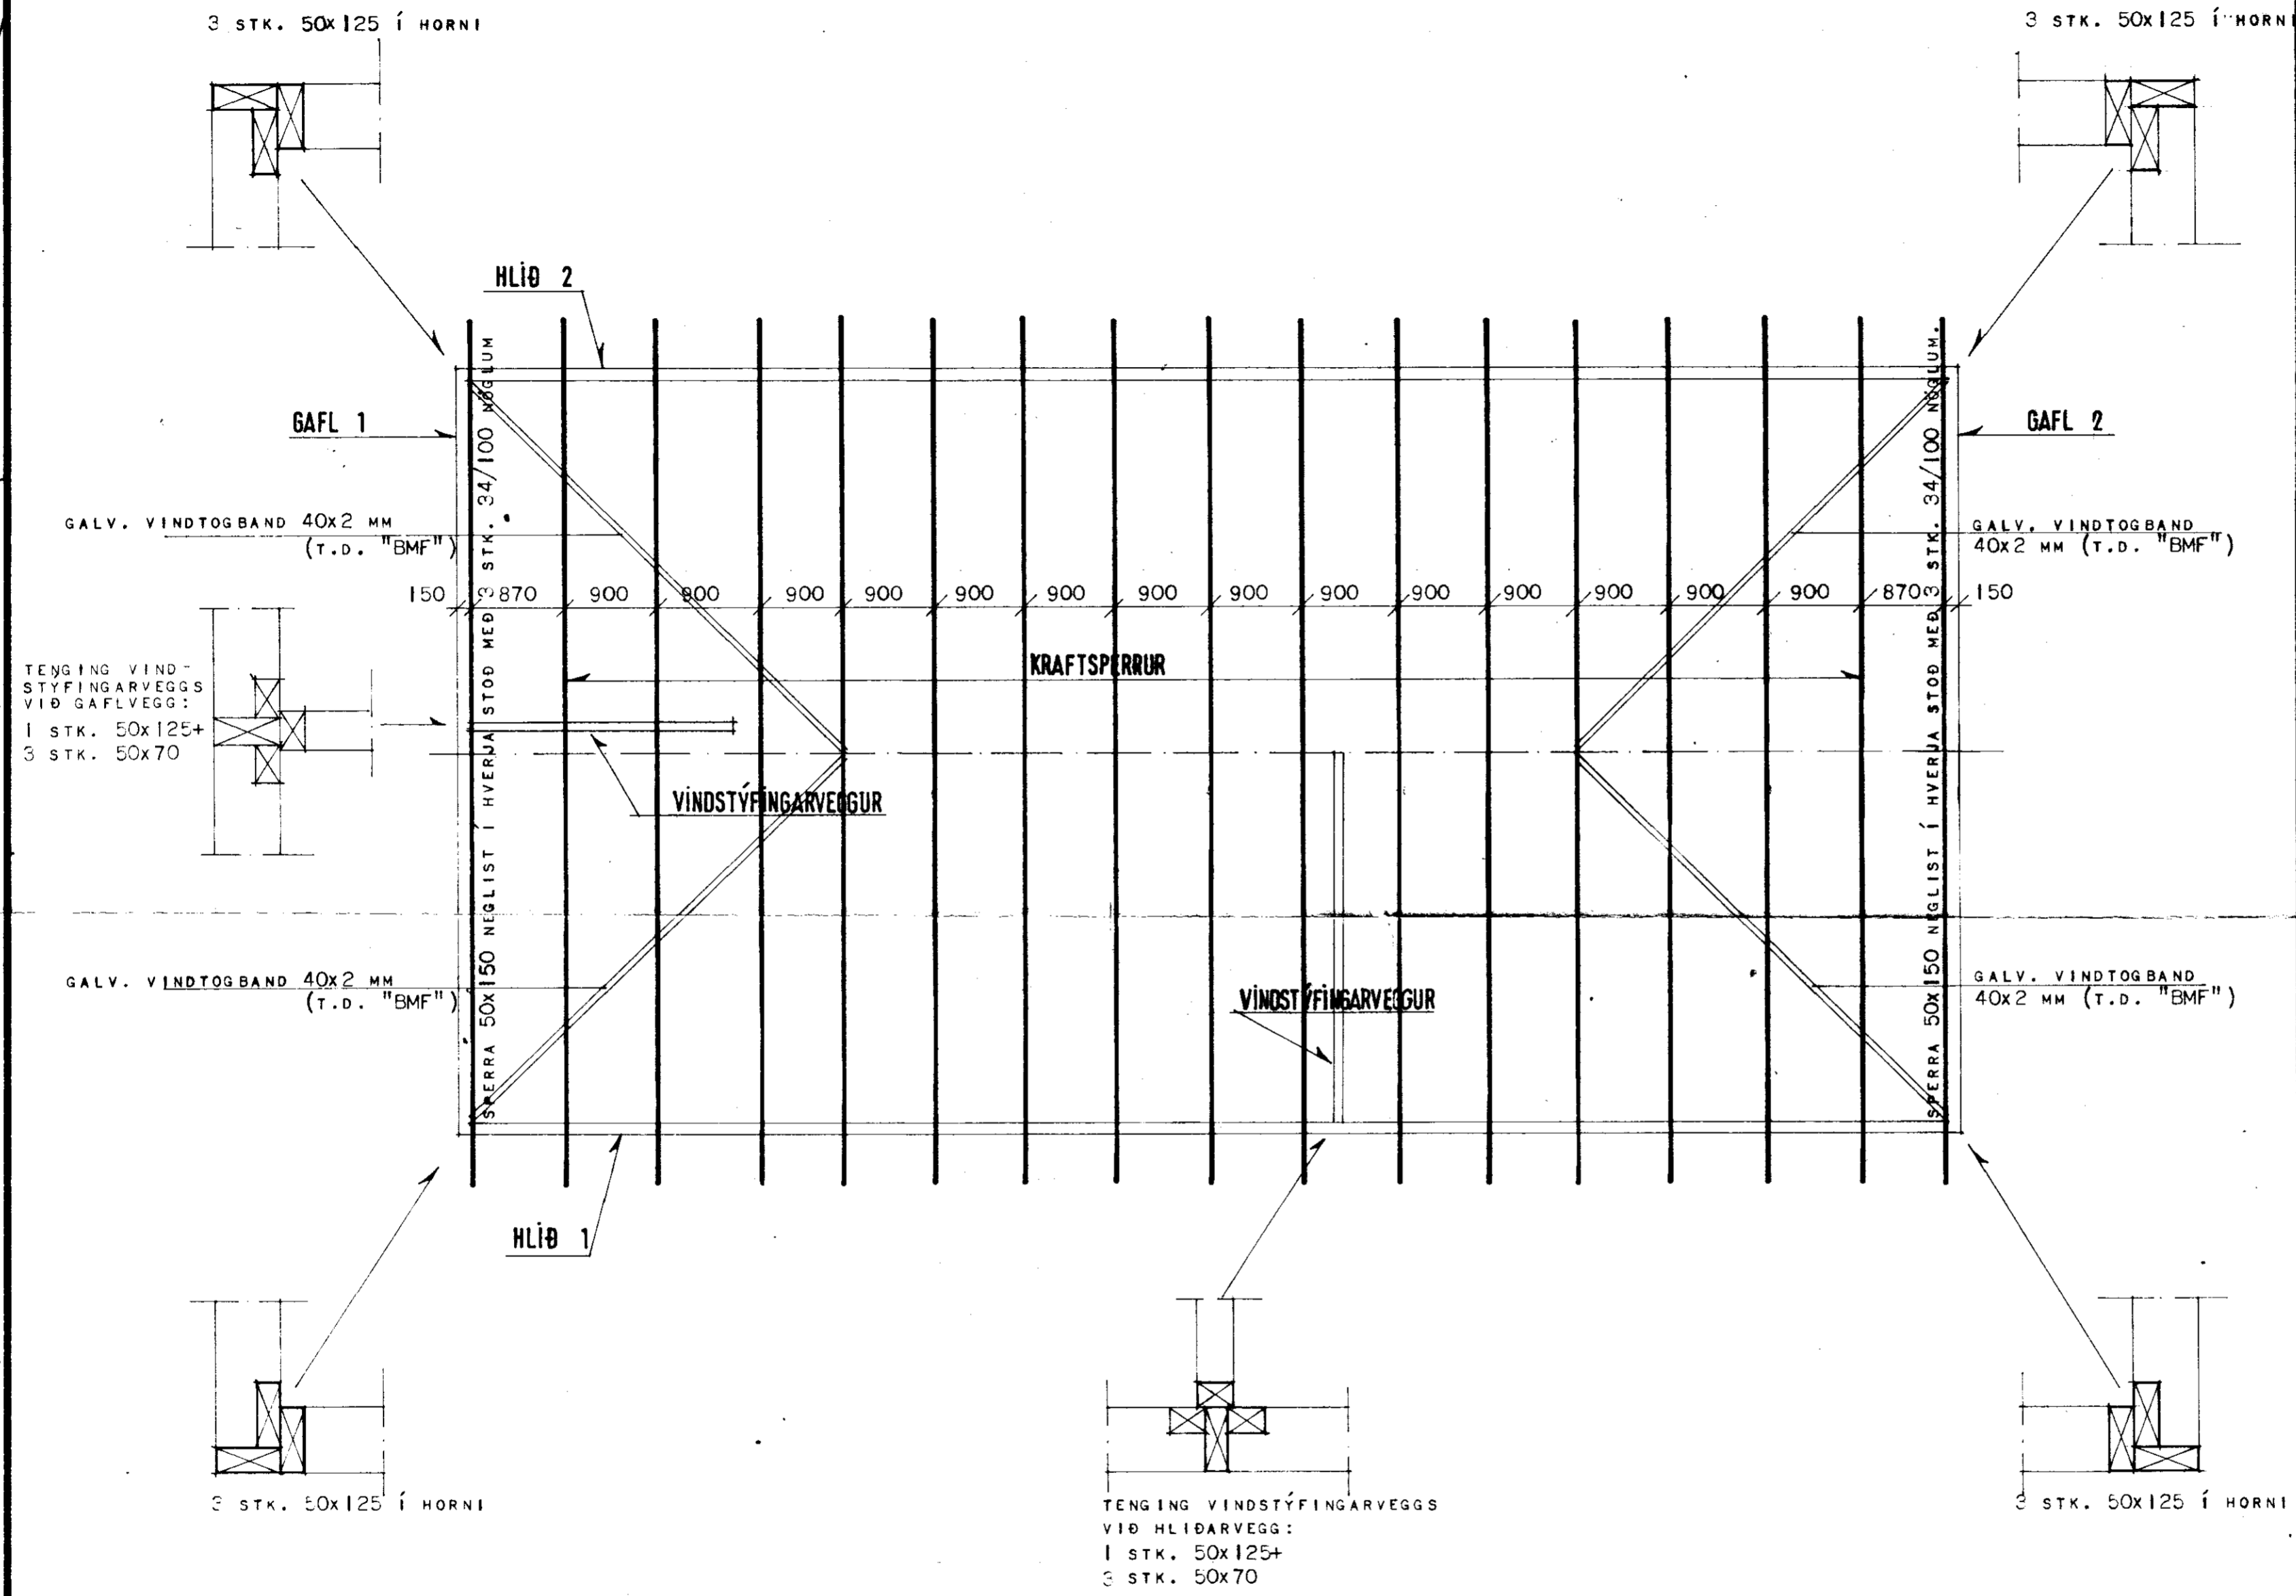 3 STK. 50x125 Í HORNI
3 STK. 50x125 Í HORNI
HLIÐ 2
GAFL 1
GAFL 2
GALV. VINDTOGBAND 40x2 MM
(T.D. "BMF")
GALV. VINDTOGBAND
40x2 MM (T.D. "BMF")
150 870 900 900 900 900 900 900 900 900 900 900 900 900 900 900 870 150
KRAFTSPERRUR
TENGING VIND-
STÝFINGARVEGGS
VIÐ GAFLVEGG:
1 STK. 50x125+
3 STK. 50x70
SPERRA 50x150 NEGLIST Í HVERJA STOÐ MEÐ 3 STK. 34/100 NÖGLUM
SPERRA 50x150 NEGLIST Í HVERJA STOÐ MEÐ 3 STK. 34/100 NÖGLUM.
VINDSTÝFINGARVEGGUR
GALV. VINDTOGBAND 40x2 MM
(T.D. "BMF")
VINDSTÝFINGARVEGGUR
GALV. VINDTOGBAND
40x2 MM (T.D. "BMF")
HLIÐ 1
3 STK. 50x125 Í HORNI
TENGING VINDSTÝFINGARVEGGS
VIÐ HLIÐARVEGG:
1 STK. 50x125+
3 STK. 50x70
3 STK. 50x125 Í HORNI